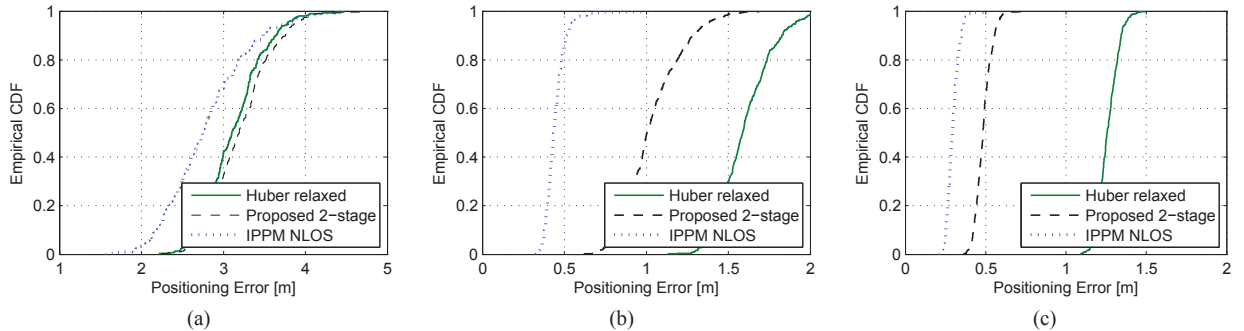 1
0.8
0.6
0.4
0.2
0
Empirical CDF
1
2
3
4
5
Positioning Error [m]
Huber relaxed
Proposed 2−stage
IPPM NLOS
(a)
1
0.8
0.6
0.4
0.2
0
Empirical CDF
0
0.5
1
1.5
2
Positioning Error [m]
Huber relaxed
Proposed 2−stage
IPPM NLOS
(b)
1
0.8
0.6
0.4
0.2
0
Empirical CDF
0
0.5
1
1.5
2
Positioning Error [m]
Huber relaxed
Proposed 2−stage
IPPM NLOS
(c)